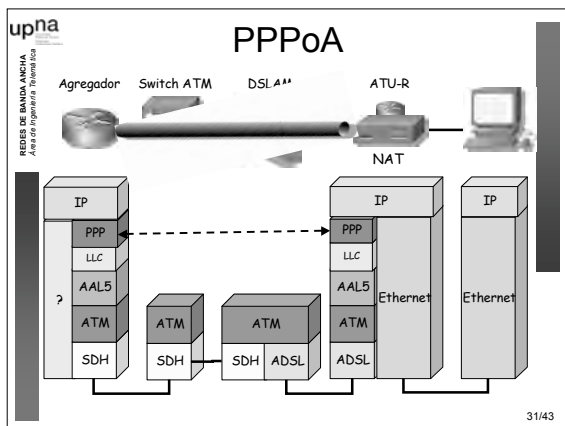 upna
PPPoA
REDES DE BANDA ANCHA
Área de Ingeniería Telemática
Agregador
Switch ATM
DSLAM
ATU-R
NAT
IP
IP
IP
PPP
PPP
LLC
LLC
?
AAL5
AAL5
Ethernet
Ethernet
ATM
ATM
ATM
ATM
SDH
SDH
SDH
ADSL
ADSL
31/43